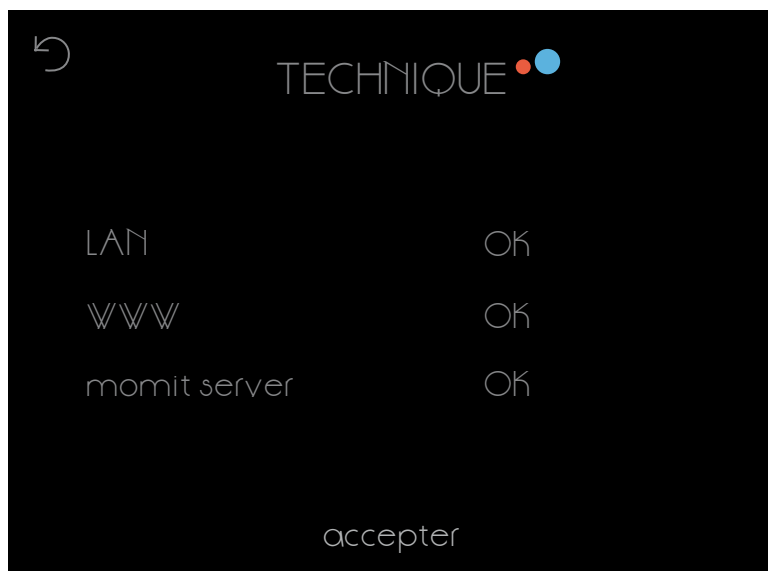 TECHNIQUE
LAN OK
WWW OK
momit server OK
accepter